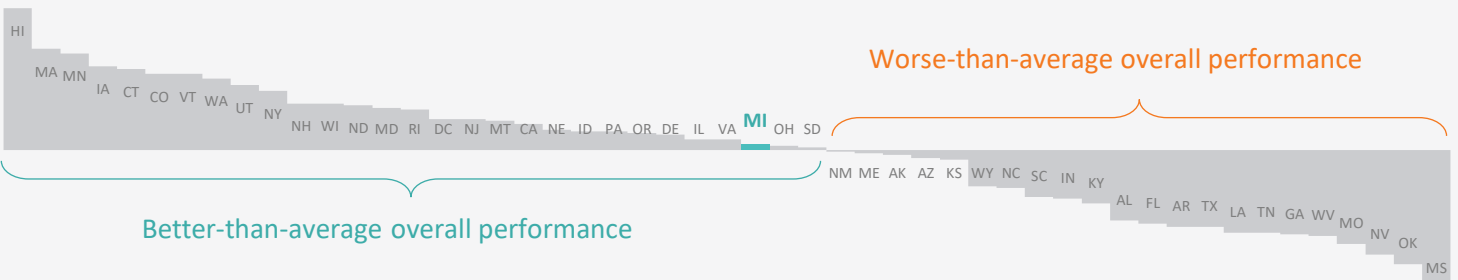 HI
MA MN IA CT CO VT WA UT NY NH WI ND MD RI DC NJ MT CA NE ID PA OR DE IL VA MI OH SD
Worse-than-average overall performance
NM ME AK AZ KS WY NC SC IN KY AL FL AR TX LA TN GA WV MO NV OK MS
Better-than-average overall performance